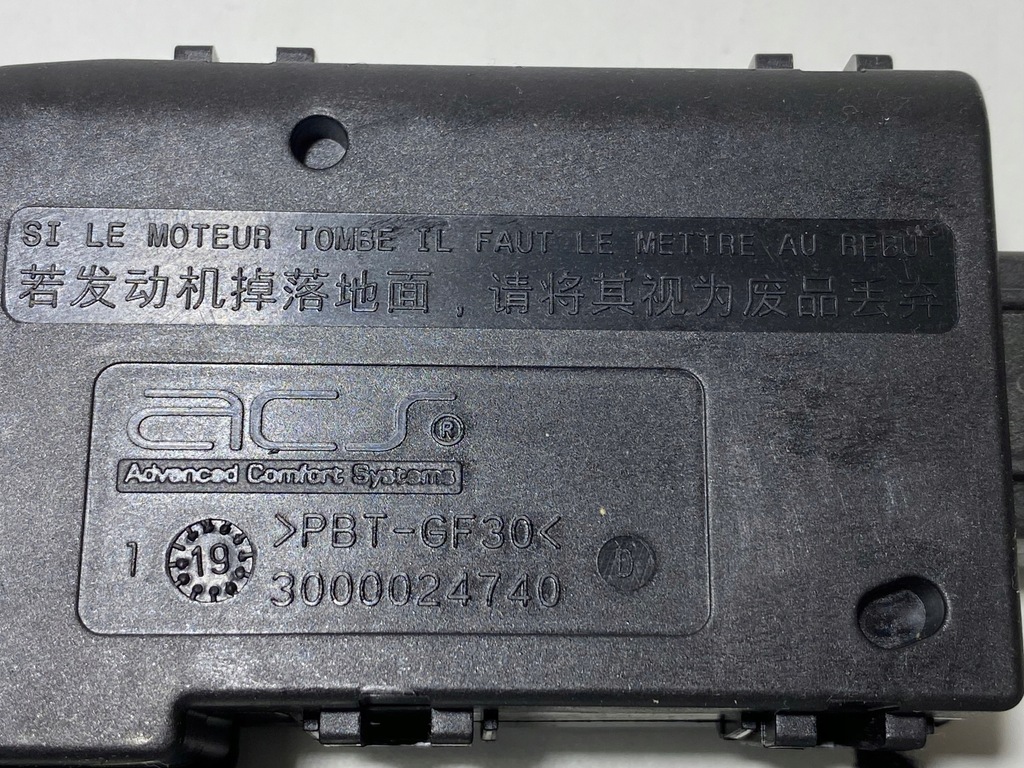 SI LE MOTEUR TOMBE IL FAUT LE METTRE AU REBUT
若发动机掉落地面，请将其视为废品丢弃
acs®
Advanced Comfort Systems
>PBT-GF30<
1 19 D
3000024740